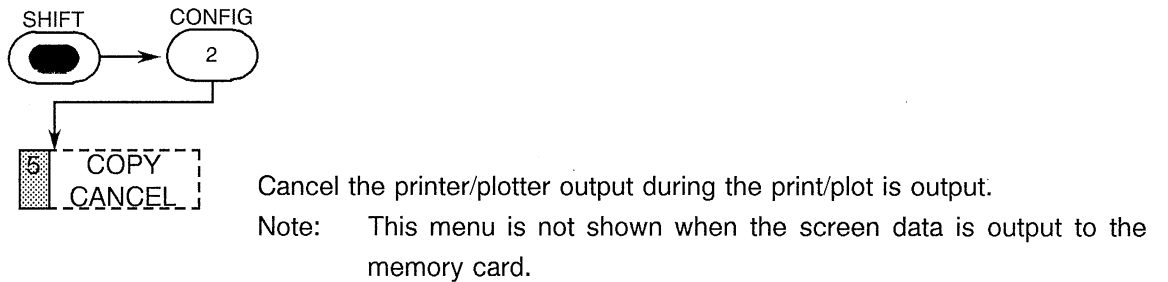 SHIFT CONFIG
2
5 COPY
CANCEL
Cancel the printer/plotter output during the print/plot is output.
Note: This menu is not shown when the screen data is output to the
memory card.